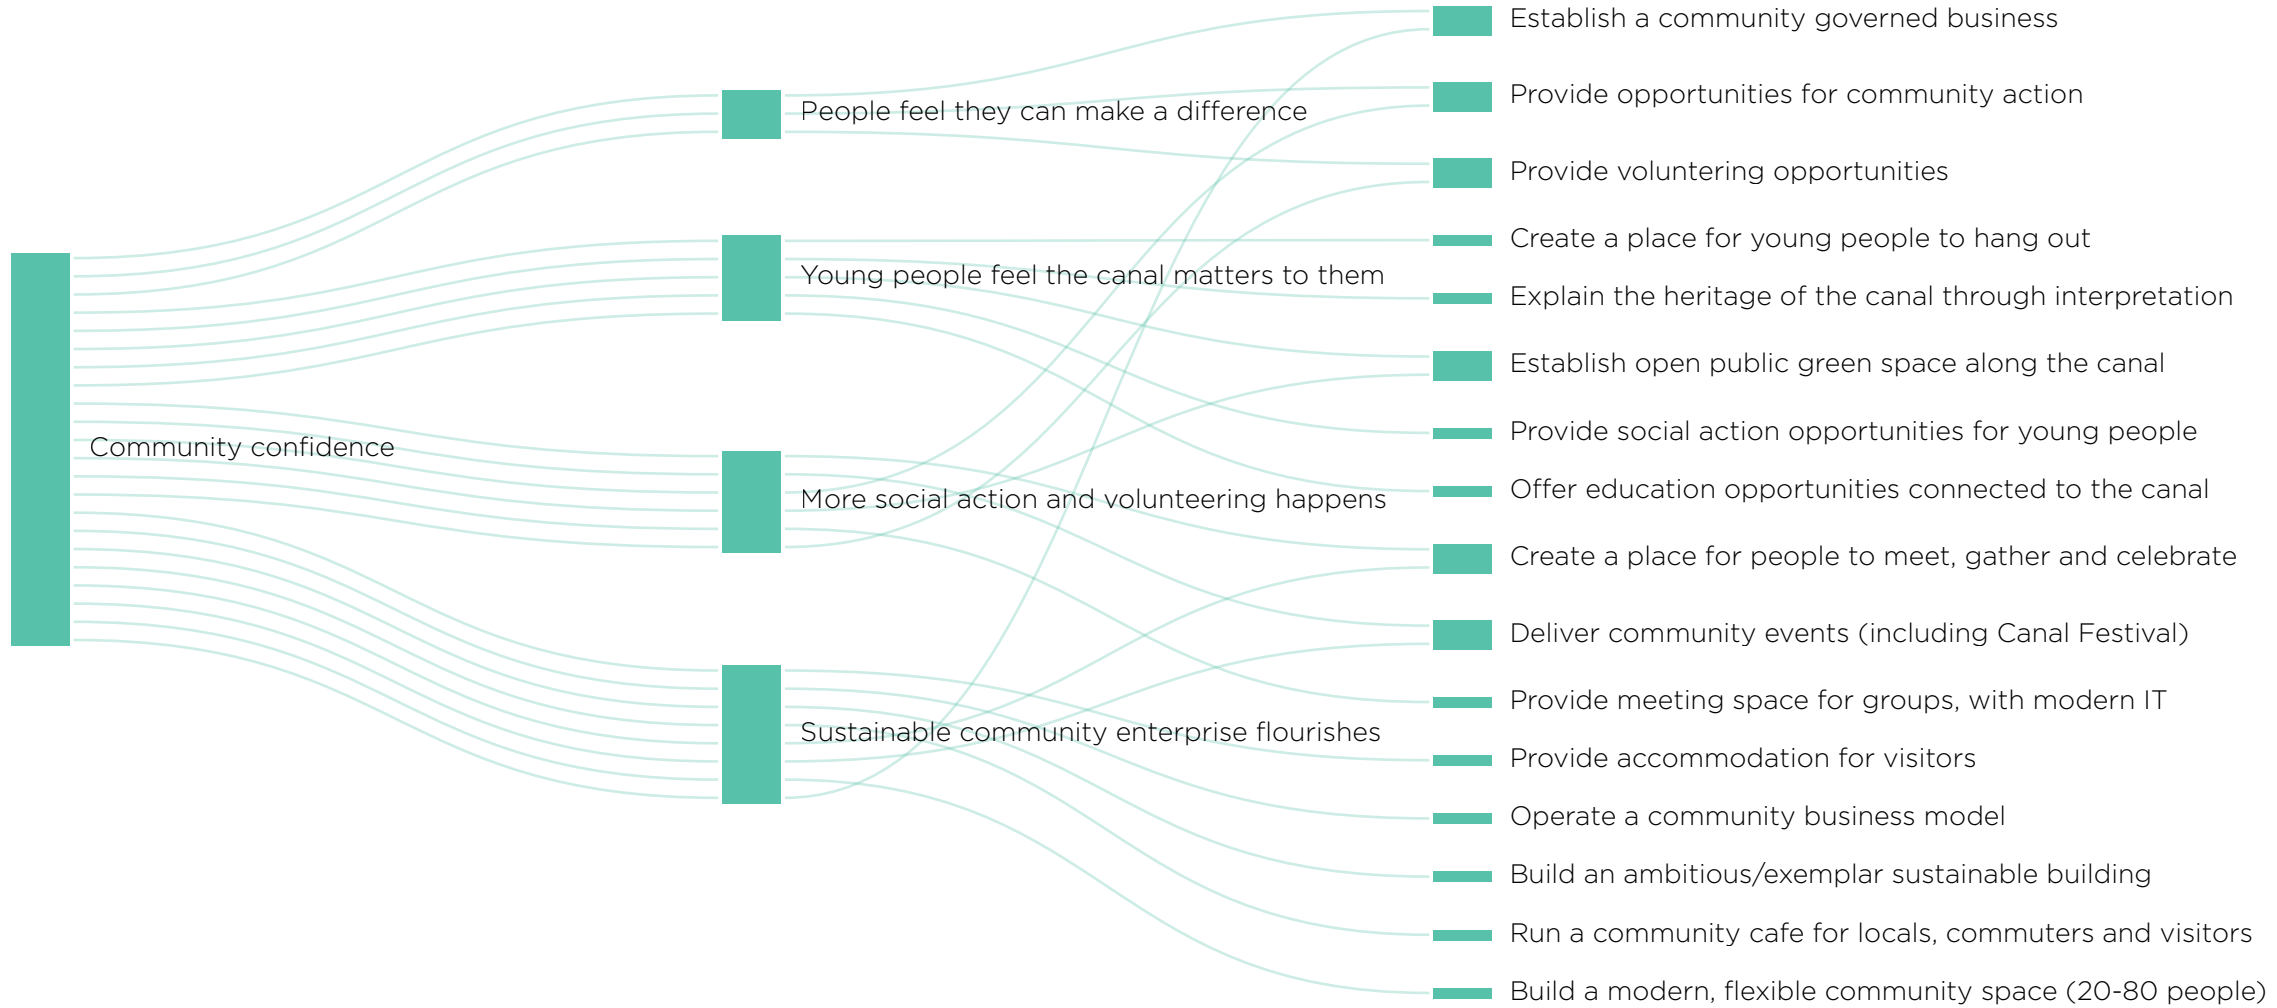 Community confidence
People feel they can make a difference
Young people feel the canal matters to them
More social action and volunteering happens
Sustainable community enterprise flourishes
Establish a community governed business
Provide opportunities for community action
Provide voluntering opportunities
Create a place for young people to hang out
Explain the heritage of the canal through interpretation
Establish open public green space along the canal
Provide social action opportunities for young people
Offer education opportunities connected to the canal
Create a place for people to meet, gather and celebrate
Deliver community events (including Canal Festival)
Provide meeting space for groups, with modern IT
Provide accommodation for visitors
Operate a community business model
Build an ambitious/exemplar sustainable building
Run a community cafe for locals, commuters and visitors
Build a modern, flexible community space (20-80 people)